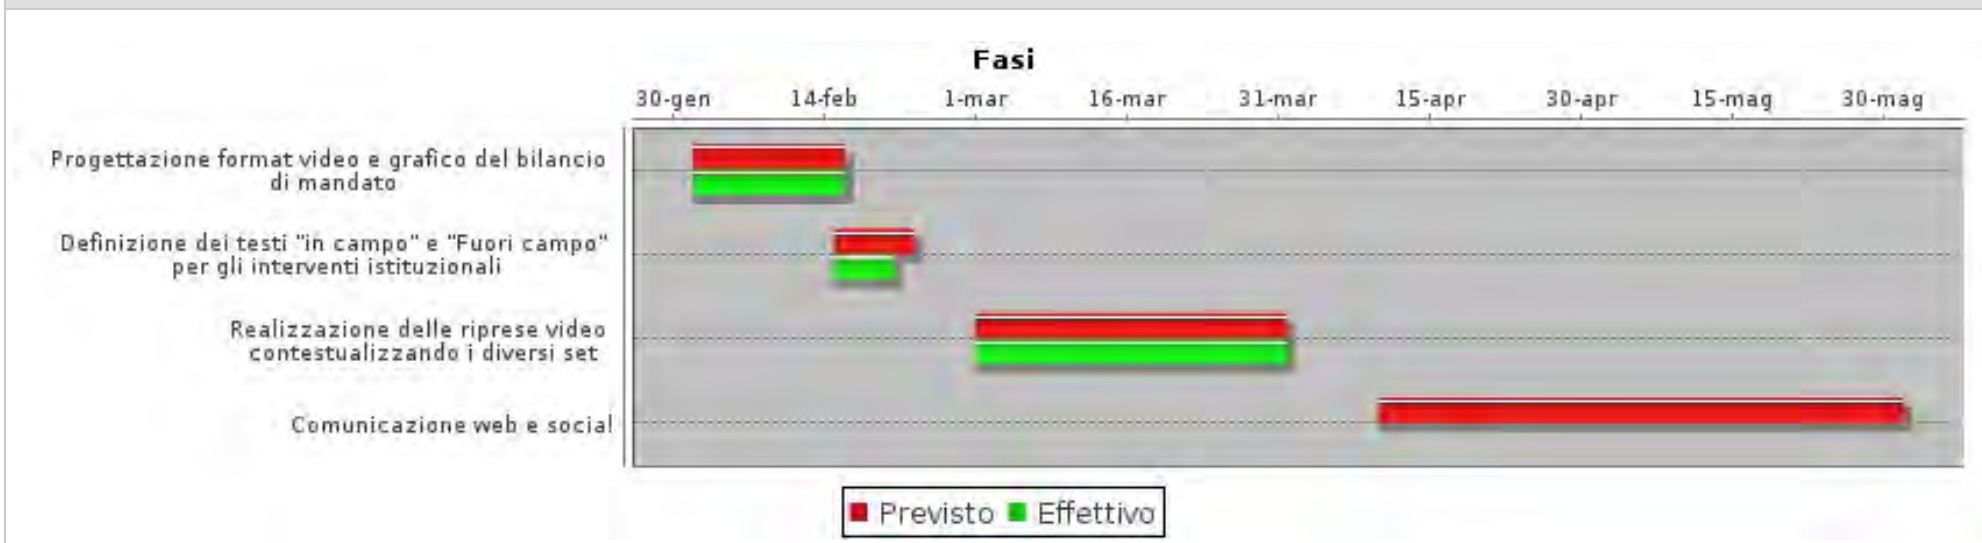 Fasi
30-gen 14-feb 1-mar 16-mar 31-mar 15-apr 30-apr 15-mag 30-mag
Progettazione format video e grafico del bilancio
di mandato
Definizione dei testi "in campo" e "Fuori campo"
per gli interventi istituzionali
Realizzazione delle riprese video
contestualizzando i diversi set
Comunicazione web e social
Previsto Effettivo